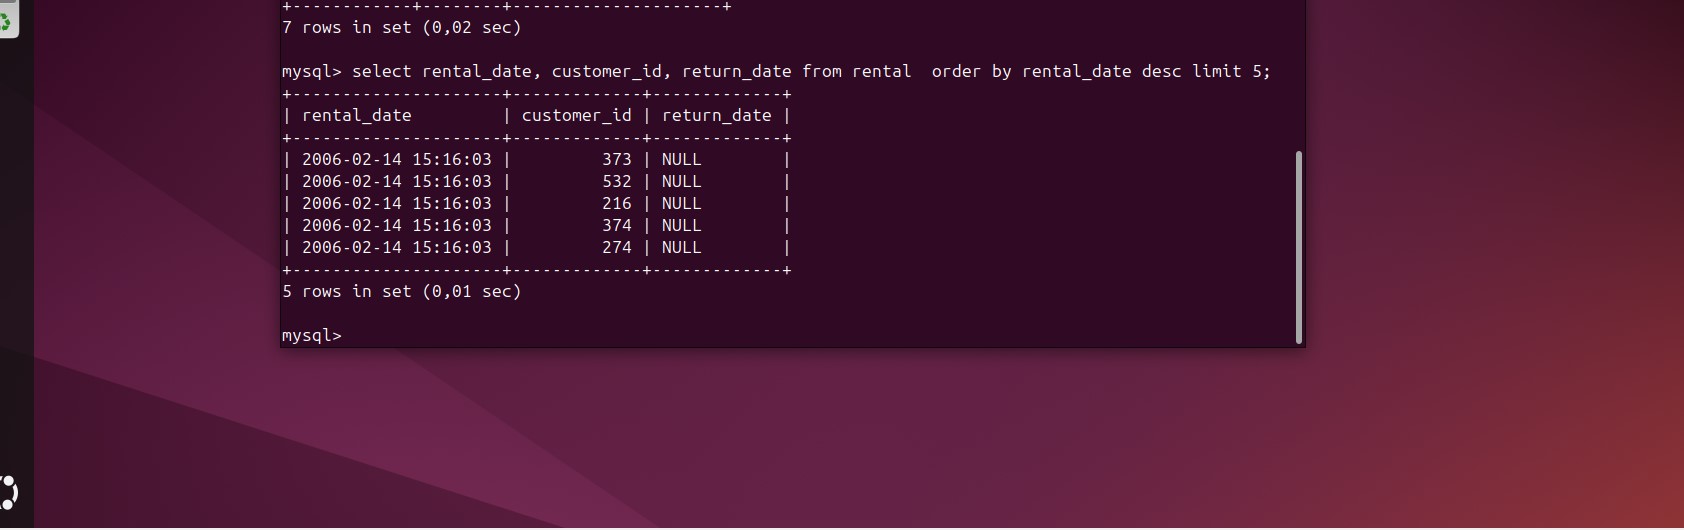 +------------+--------+---------------------+
7 rows in set (0,02 sec)
mysql> select rental_date, customer_id, return_date from rental  order by rental_date desc limit 5;
+---------------------+-------------+-------------+
| rental_date         | customer_id | return_date |
+---------------------+-------------+-------------+
| 2006-02-14 15:16:03 |         373 | NULL        |
| 2006-02-14 15:16:03 |         532 | NULL        |
| 2006-02-14 15:16:03 |         216 | NULL        |
| 2006-02-14 15:16:03 |         374 | NULL        |
| 2006-02-14 15:16:03 |         274 | NULL        |
+---------------------+-------------+-------------+
5 rows in set (0,01 sec)
mysql>